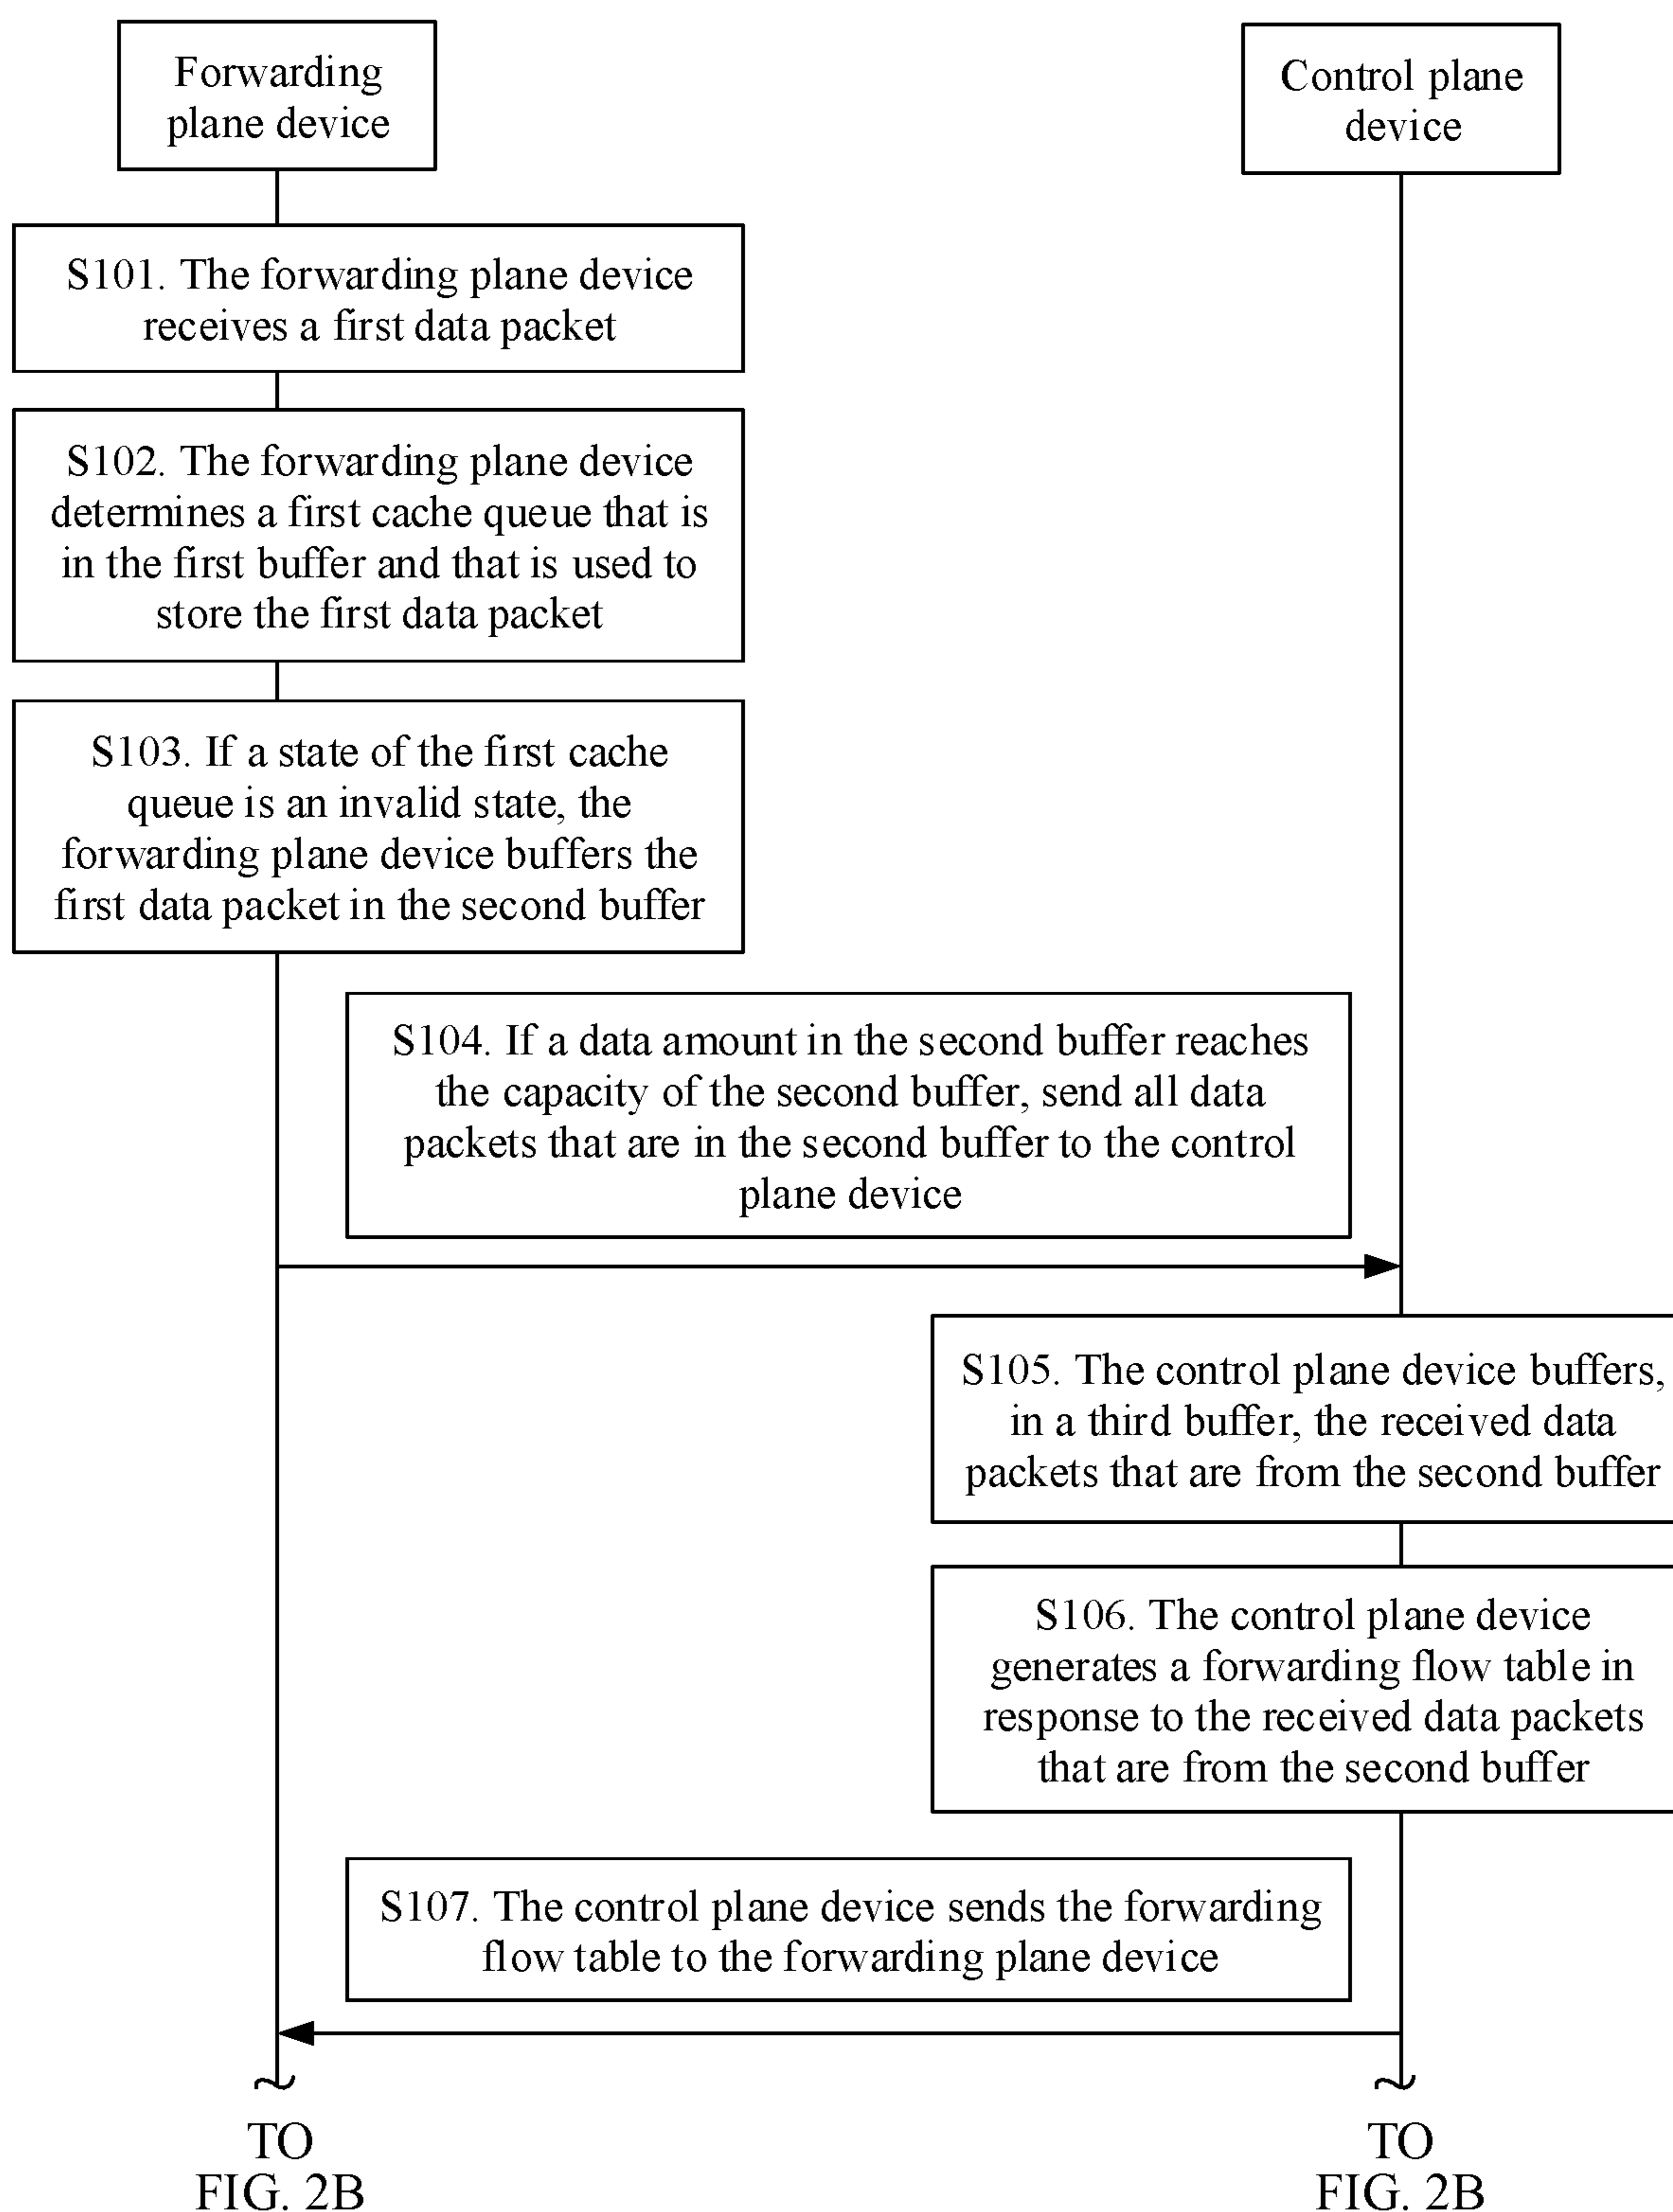 Forwarding
plane device
Control plane
device
S101. The forwarding plane device
receives a first data packet
S102. The forwarding plane device
determines a first cache queue that is
in the first buffer and that is used to
store the first data packet
S103. If a state of the first cache
queue is an invalid state, the
forwarding plane device buffers the
first data packet in the second buffer
S104. If a data amount in the second buffer reaches
the capacity of the second buffer, send all data
packets that are in the second buffer to the control
plane device
S105. The control plane device buffers,
in a third buffer, the received data
packets that are from the second buffer
S106. The control plane device
generates a forwarding flow table in
response to the received data packets
that are from the second buffer
S107. The control plane device sends the forwarding
flow table to the forwarding plane device
TO
FIG. 2B
TO
FIG. 2B